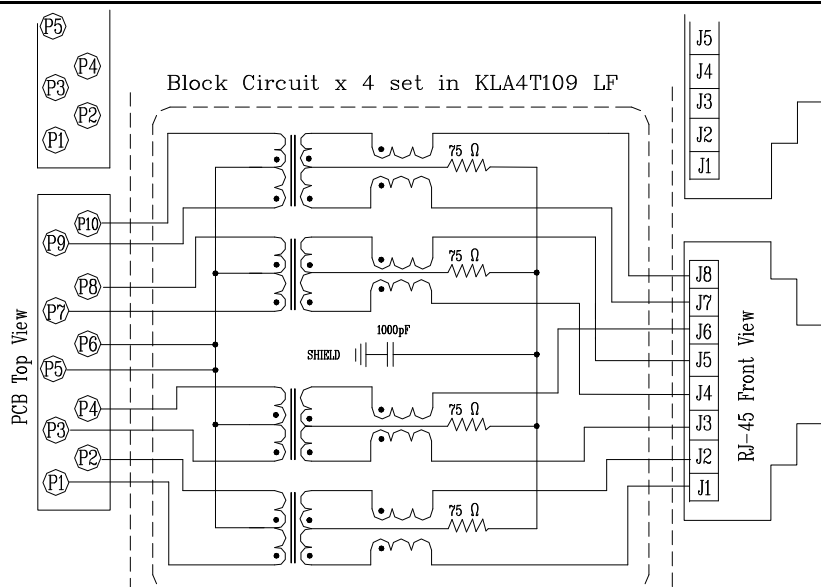 Block Circuit x 4 set in KLA4T109 LF
P5
P4
P3
P2
P1
J5
J4
J3
J2
J1
PCB Top View
P10
P9
P8
P7
P6
P5
P4
P3
P2
P1
75 Ω
75 Ω
1000pF
SHIELD
75 Ω
75 Ω
J8
J7
J6
J5
J4
J3
J2
J1
RJ-45 Front View